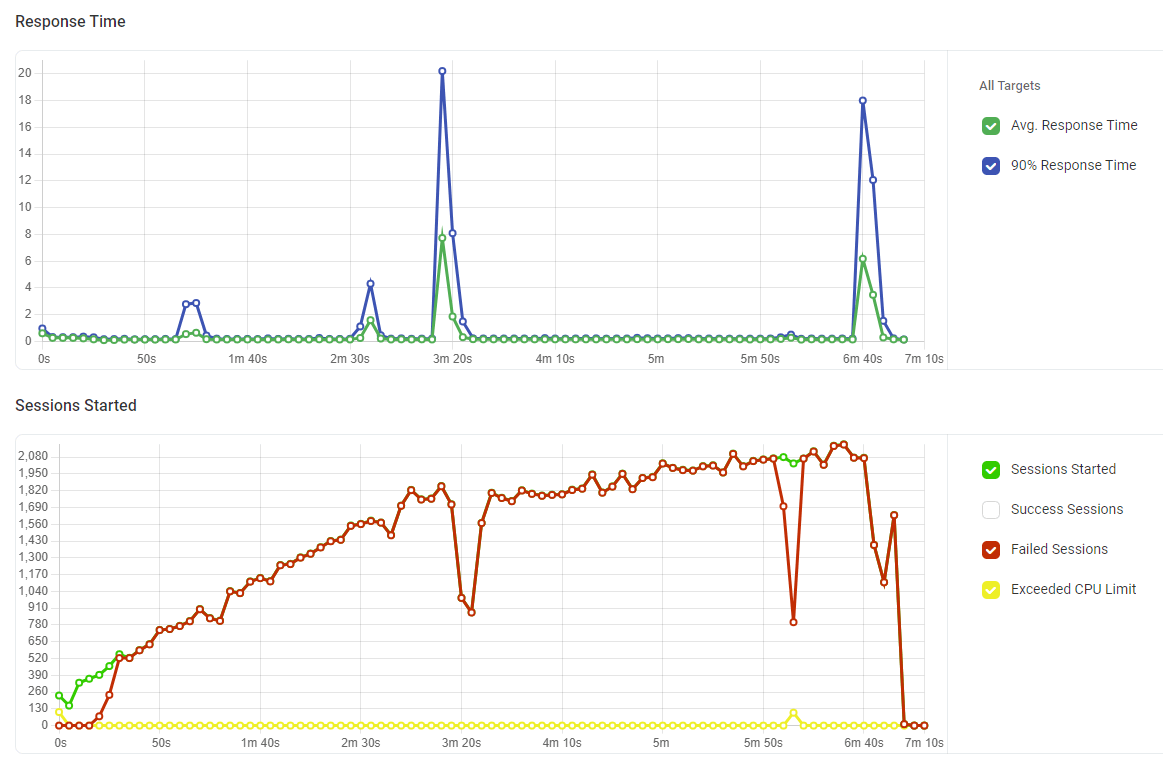 Response Time
20
18
16
14
12
10
8
6
4
2
0
0s 50s 1m 40s 2m 30s 3m 20s 4m 10s 5m 5m 50s 6m 40s 7m 10s
All Targets
Avg. Response Time
90% Response Time
Sessions Started
2,080
1,950
1,820
1,690
1,560
1,430
1,300
1,170
1,040
910
780
650
520
390
260
130
0
0s 50s 1m 40s 2m 30s 3m 20s 4m 10s 5m 5m 50s 6m 40s 7m 10s
Sessions Started
Success Sessions
Failed Sessions
Exceeded CPU Limit